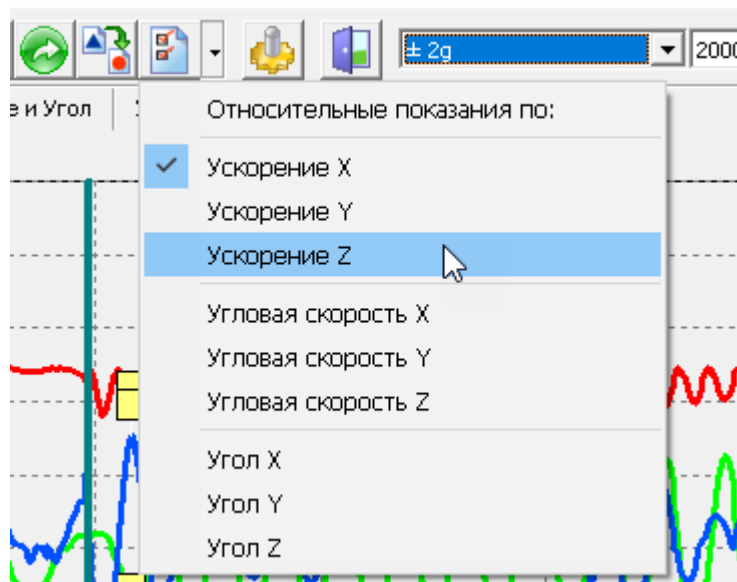 ± 2g
2000
е и Угол
Относительные показания по:
Ускорение X
Ускорение Y
Ускорение Z
Угловая скорость X
Угловая скорость Y
Угловая скорость Z
Угол X
Угол Y
Угол Z